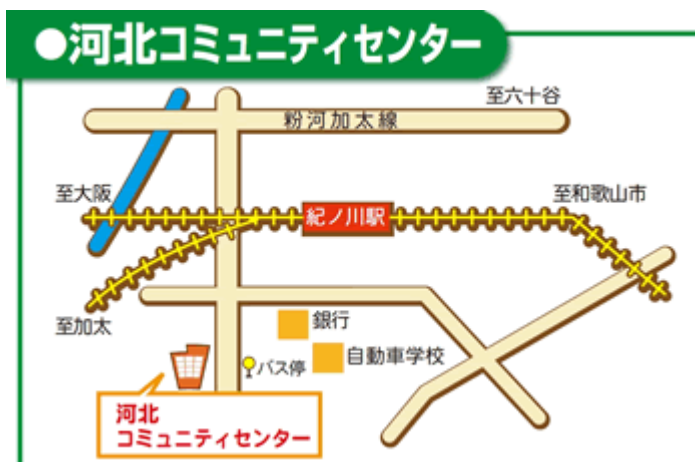 ●河北コミュニティセンター
至六十谷
粉河加太線
至大阪
紀ノ川駅
至和歌山市
至加太
銀行
自動車学校
バス停
河北
コミュニティセンター